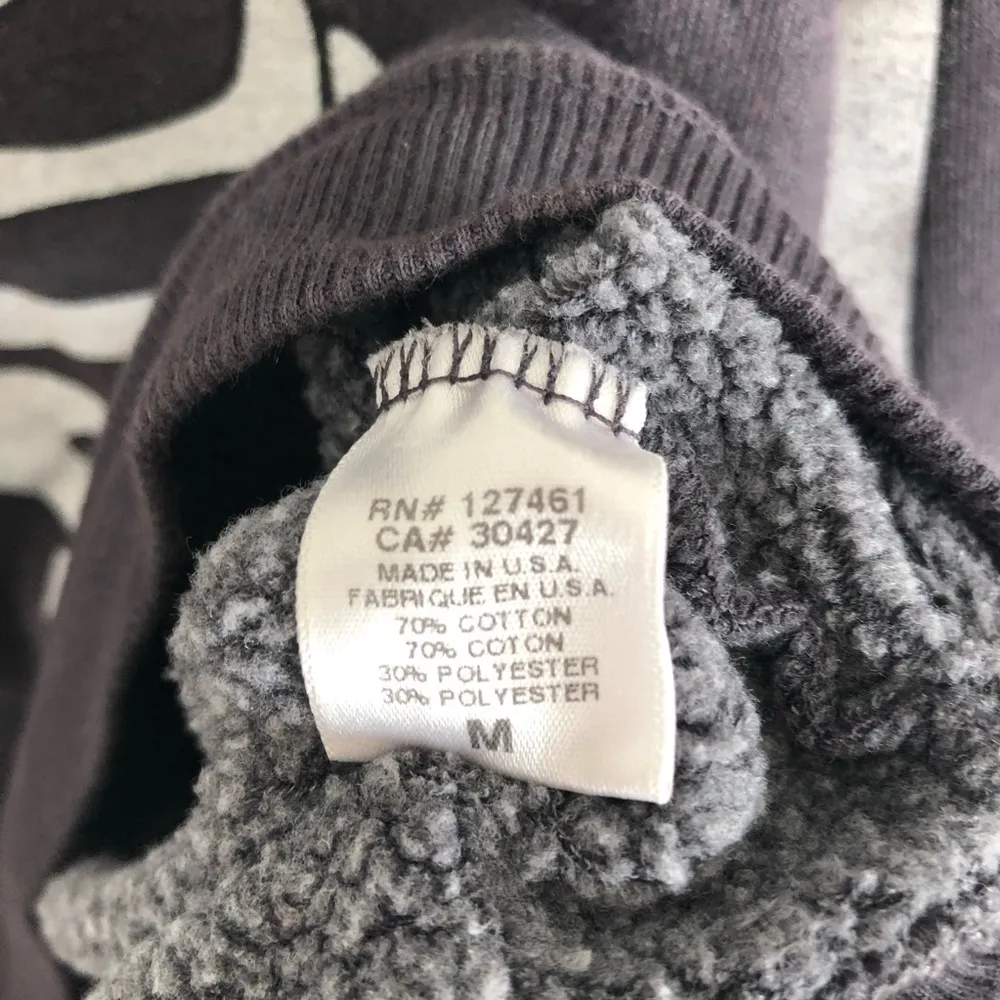 RN# 127461
CA# 30427
MADE IN U.S.A.
FABRIQUE EN U.S.A.
70% COTTON
70% COTON
30% POLYESTER
30% POLYESTER
M